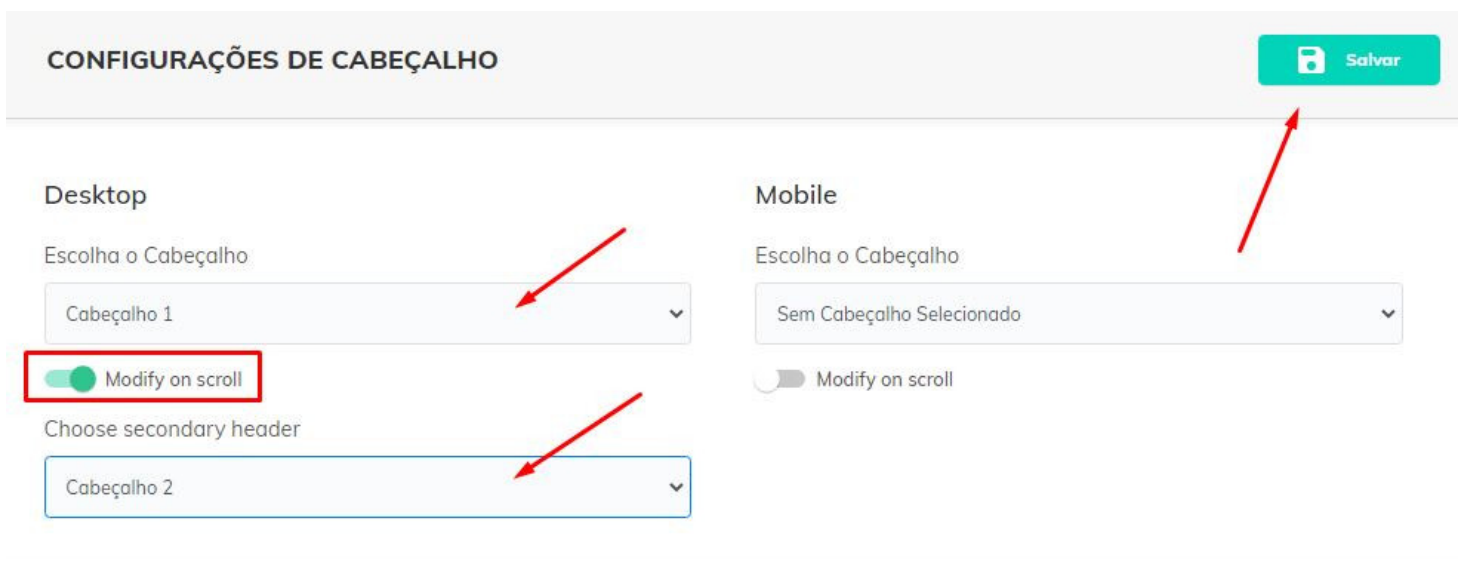 CONFIGURAÇÕES DE CABEÇALHO
Salvar
Desktop
Escolha o Cabeçalho
Cabeçalho 1
Modify on scroll
Choose secondary header
Cabeçalho 2
Mobile
Escolha o Cabeçalho
Sem Cabeçalho Selecionado
Modify on scroll